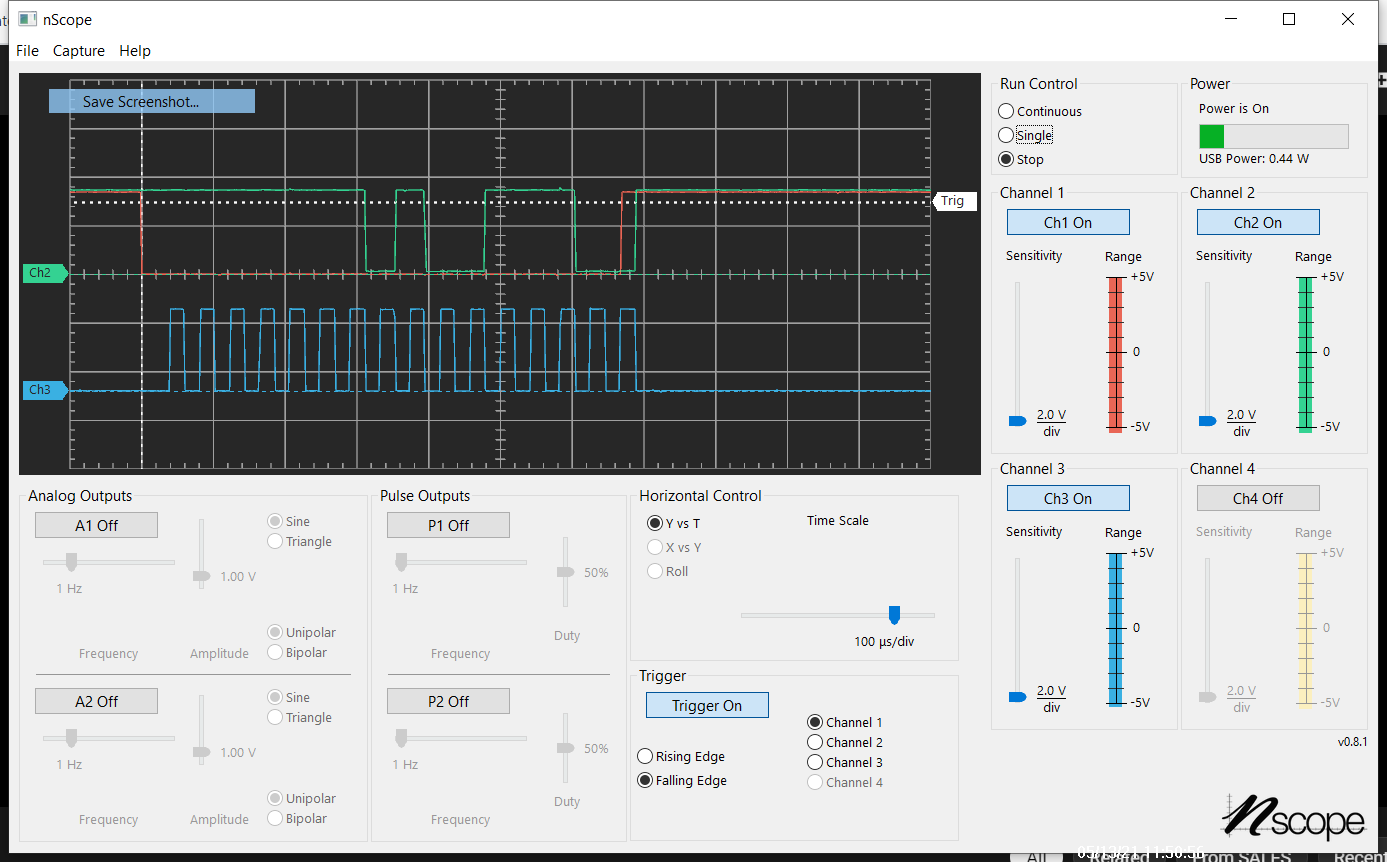 nScope
File Capture Help
Save Screenshot...
Trig
Ch2
Ch3
Run Control
Continuous
Single
Stop
Power
Power is On
USB Power: 0.44 W
Channel 1
Ch1 On
Sensitivity
Range
+5V
0
-5V
2.0 V
div
Channel 2
Ch2 On
Sensitivity
Range
+5V
0
-5V
2.0 V
div
Channel 3
Ch3 On
Sensitivity
Range
+5V
0
-5V
2.0 V
div
Channel 4
Ch4 Off
Sensitivity
Range
+5V
0
-5V
2.0 V
div
Analog Outputs
A1 Off
Sine
Triangle
1 Hz
1.00 V
Unipolar
Bipolar
Frequency
Amplitude
A2 Off
Sine
Triangle
1 Hz
1.00 V
Unipolar
Bipolar
Frequency
Amplitude
Pulse Outputs
P1 Off
1 Hz
50%
Frequency
Duty
P2 Off
1 Hz
50%
Frequency
Duty
Horizontal Control
Y vs T
X vs Y
Roll
Time Scale
100 µs/div
Trigger
Trigger On
Rising Edge
Falling Edge
Channel 1
Channel 2
Channel 3
Channel 4
v0.8.1
nscope
All Related From SALES Recent